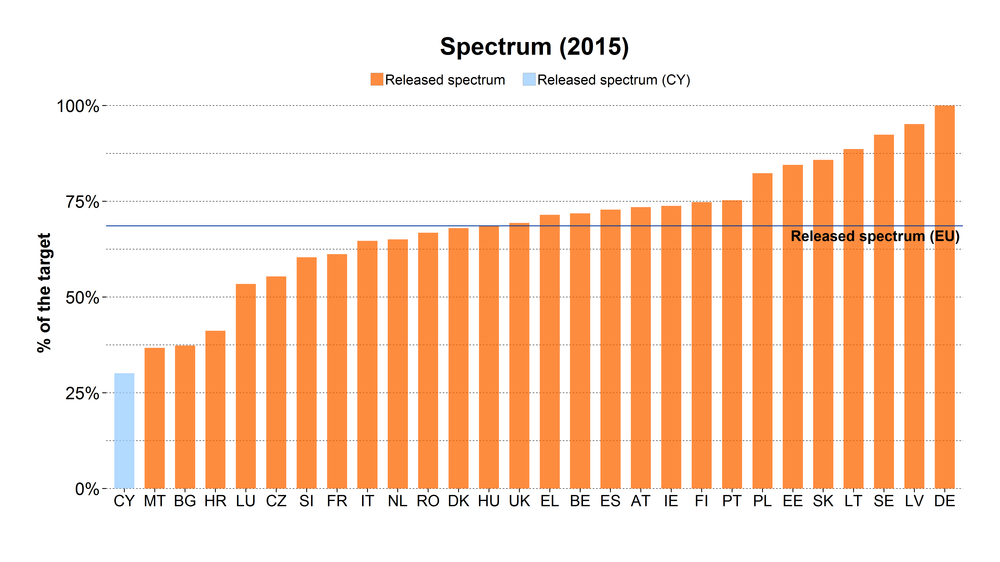 Spectrum (2015)
Released spectrum Released spectrum (CY)
100%
75%
50%
25%
0%
% of the target
Released spectrum (EU)
CY MT BG HR LU CZ SI FR IT NL RO DK HU UK EL BE ES AT IE FI PT PL EE SK LT SE LV DE